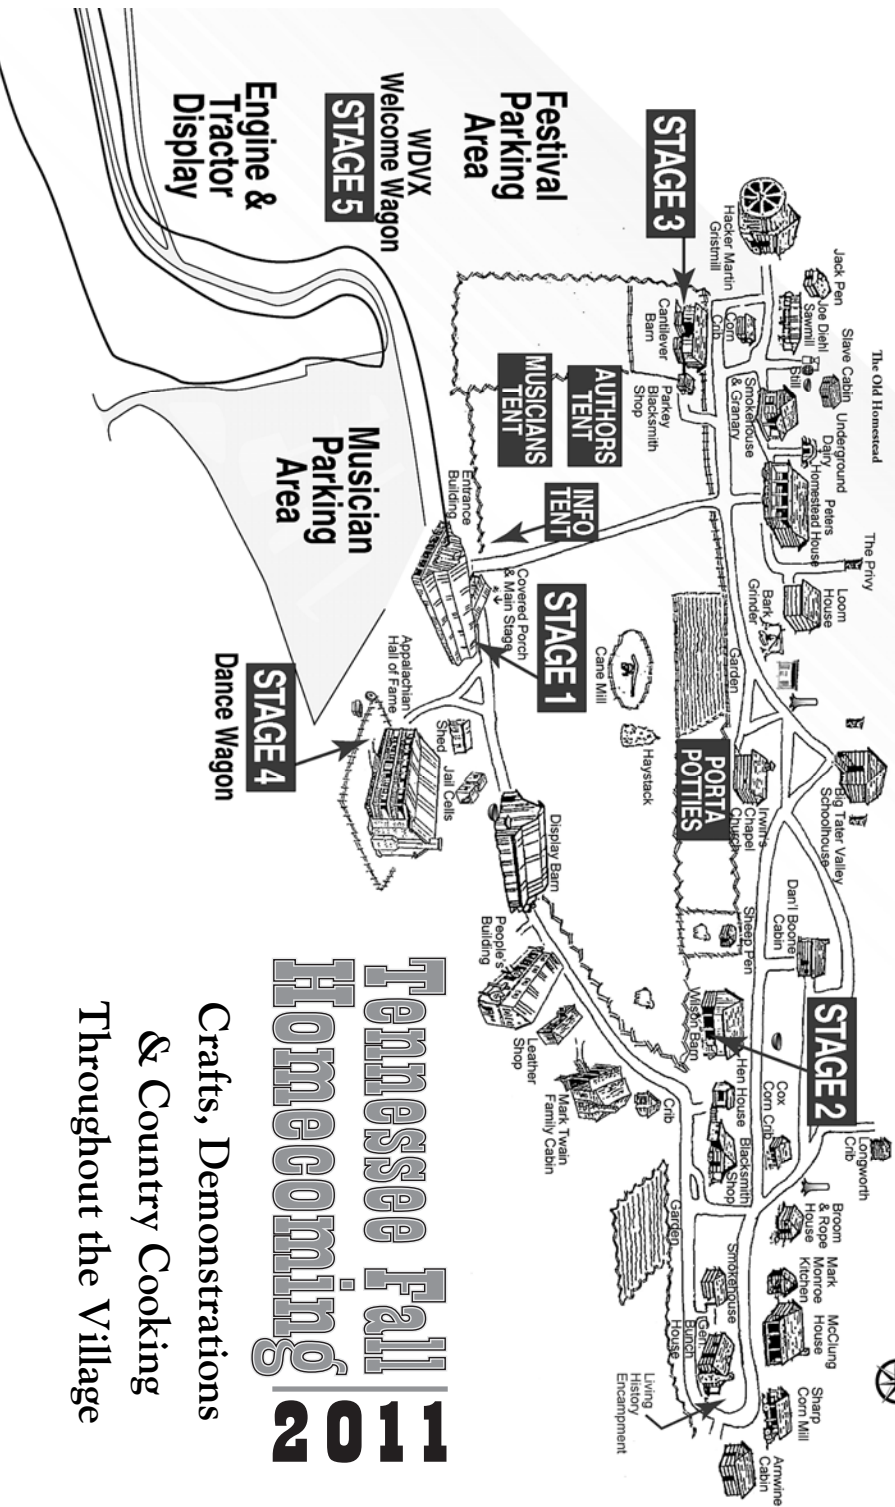 The Old Homestead
Jack Pen
Joe Diehl
Sawmill
Slave Cabin
Still
Underground
Dairy
Peters
Homestead House
The Privy
Loom
House
Bark
Grinder
Hacker Martin
Gristmill
Corn
Crib
Smokehouse
& Granary
STAGE 3
Cantilever
Barn
Parkey
Blacksmith
Shop
Garden
Big Tater Valley
Schoolhouse
Irwin's
Chapel
Church
Dan'l Boone
Cabin
Sheep Pen
STAGE 2
Wilson Barn
Hen House
Cox
Corn Crib
Blacksmith
Shop
Longworth
Crib
Broom
& Rope
House
Mark
Monroe
Kitchen
McClung
House
Sharp
Corn Mill
Arnwine
Cabin
Smokehouse
Gen.
Bunch
House
Living
History
Encampment
Garden
Festival
Parking
Area
AUTHORS
TENT
MUSICIANS
TENT
INFO
TENT
Cane Mill
Haystack
PORTA
POTTIES
STAGE 1
Covered Porch
& Main Stage
Entrance
Building
WDVX
Welcome Wagon
STAGE 5
Engine &
Tractor
Display
Musician
Parking
Area
Appalachian
Hall of Fame
Shed
Jail Cells
Display Barn
People's
Building
Leather
Shop
Mark Twain
Family Cabin
Crib
STAGE 4
Dance Wagon
Tennessee Fall
Homecoming
2011
Crafts, Demonstrations
& Country Cooking
Throughout the Village